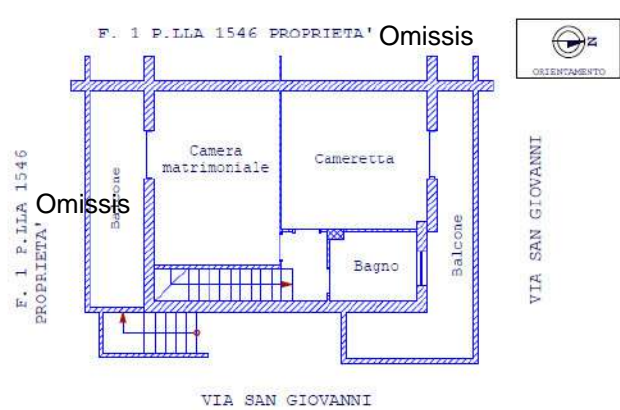 F. 1 P.LLA 1546 PROPRIETA' Omissis
N
ORIENTAMENTO
Camera
matrimoniale
Cameretta
F. 1 P.LLA 1546
PROPRIETA'
Omissis
Balcone
Bagno
Balcone
VIA SAN GIOVANNI
VIA SAN GIOVANNI